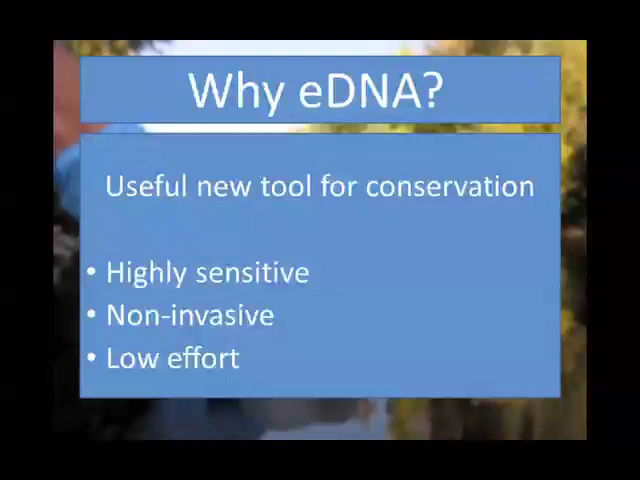 Why eDNA?
Useful new tool for conservation
• Highly sensitive
• Non-invasive
• Low effort